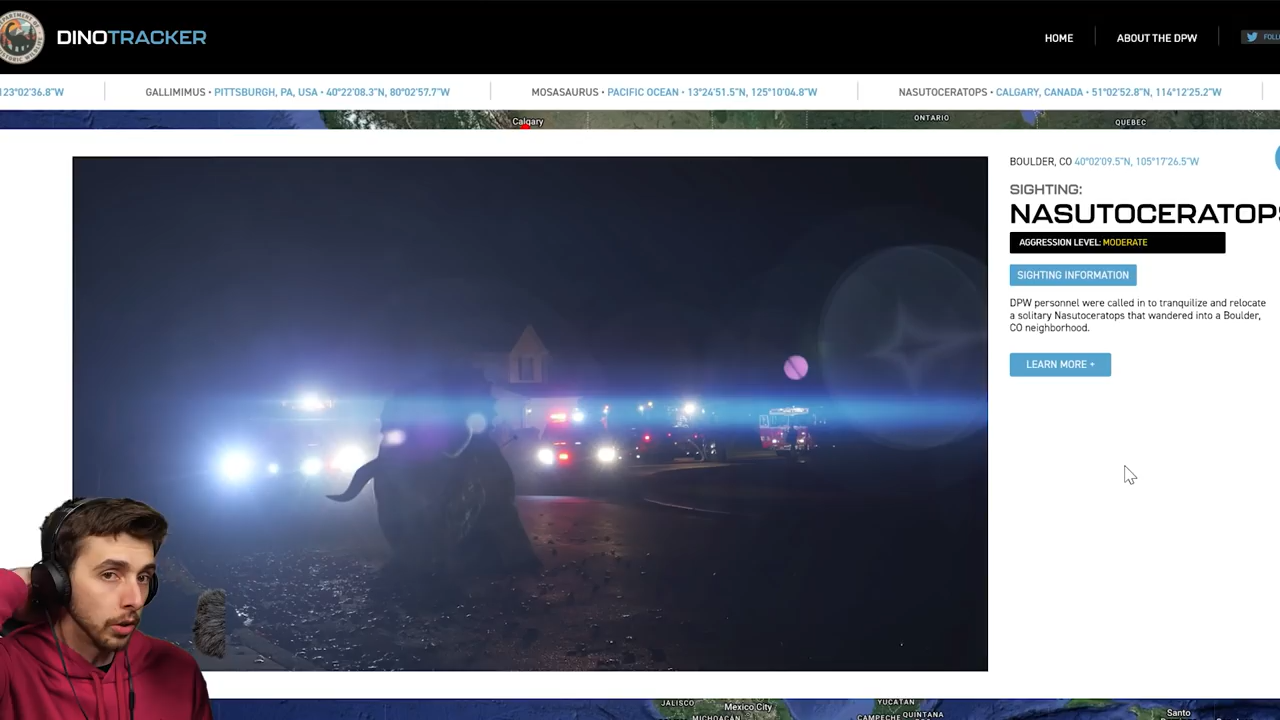 DINOTRACKER
HOME
ABOUT THE DPW
123°02'36.8"W
GALLIMIMUS • PITTSBURGH, PA, USA • 40°22'08.3"N, 80°02'57.7"W
MOSASAURUS • PACIFIC OCEAN • 13°24'51.5"N, 125°10'04.8"W
NASUTOCERATOPS • CALGARY, CANADA • 51°02'52.8"N, 114°12'25.2"W
Calgary
ONTARIO
QUEBEC
BOULDER, CO 40°02'09.5"N, 105°17'26.5"W
SIGHTING:
NASUTOCERATOPS
AGGRESSION LEVEL: MODERATE
SIGHTING INFORMATION
DPW personnel were called in to tranquilize and relocate
a solitary Nasutoceratops that wandered into a Boulder,
CO neighborhood.
LEARN MORE +
JALISCO
Mexico City
MICHOACÁN
YUCATAN
CAMPECHE QUINTANA
Santo